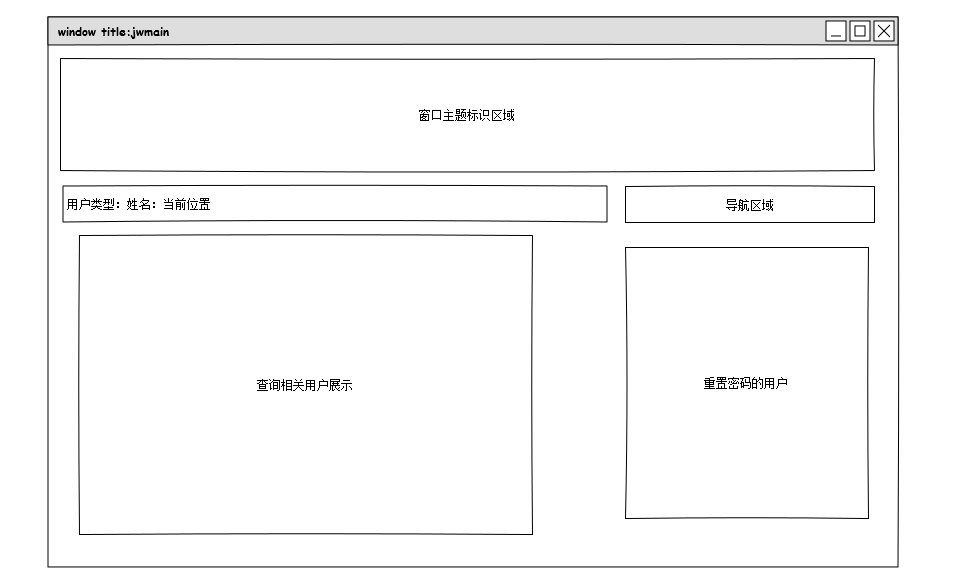 window title:jwmain
窗口主题标识区域
用户类型：姓名：当前位置
导航区域
查询相关用户展示
重置密码的用户